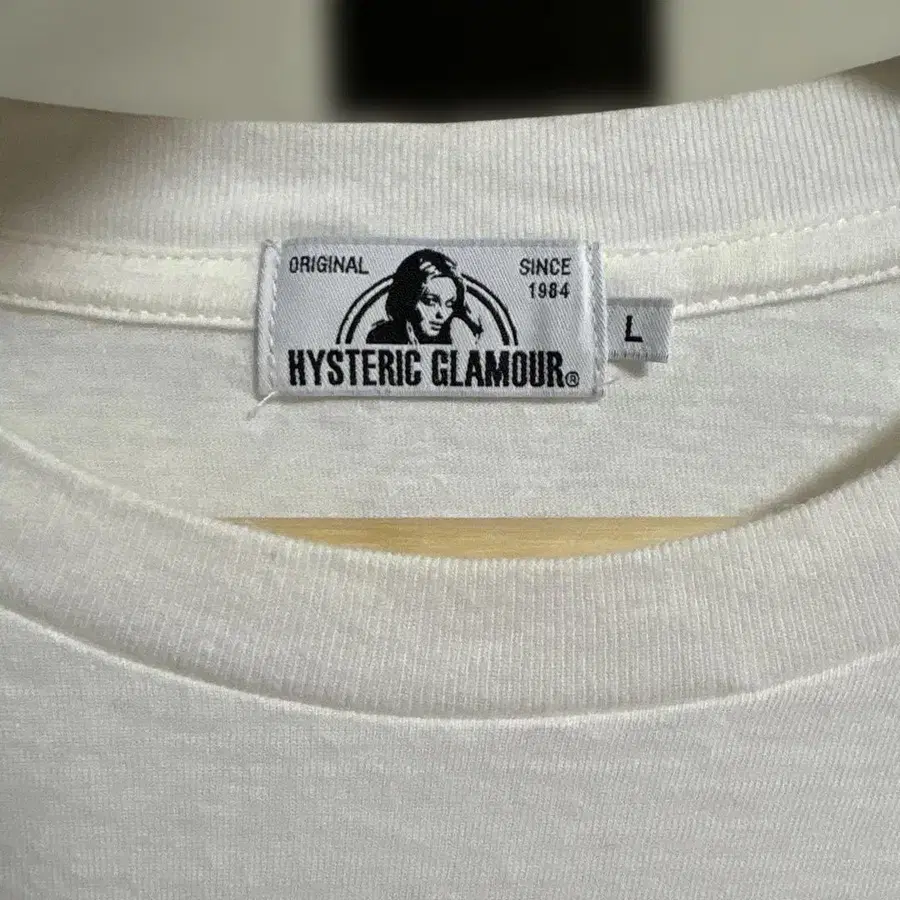 ORIGINAL
SINCE
1984
HYSTERIC GLAMOUR®
L